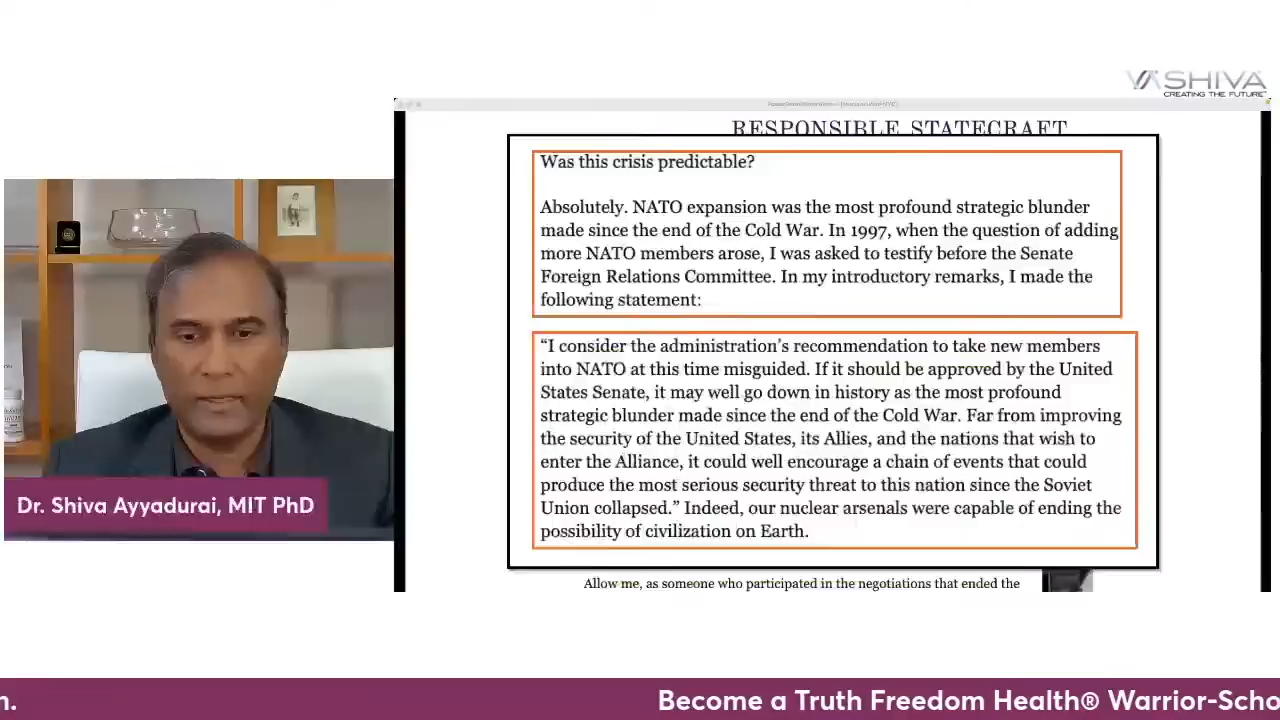 VA SHIVA
CREATING THE FUTURE™
RESPONSIBLE STATECRAFT
Was this crisis predictable?
Absolutely. NATO expansion was the most profound strategic blunder
made since the end of the Cold War. In 1997, when the question of adding
more NATO members arose, I was asked to testify before the Senate
Foreign Relations Committee. In my introductory remarks, I made the
following statement:
“I consider the administration’s recommendation to take new members
into NATO at this time misguided. If it should be approved by the United
States Senate, it may well go down in history as the most profound
strategic blunder made since the end of the Cold War. Far from improving
the security of the United States, its Allies, and the nations that wish to
enter the Alliance, it could well encourage a chain of events that could
produce the most serious security threat to this nation since the Soviet
Union collapsed.” Indeed, our nuclear arsenals were capable of ending the
possibility of civilization on Earth.
Allow me, as someone who participated in the negotiations that ended the
Dr. Shiva Ayyadurai, MIT PhD
n.
Become a Truth Freedom Health® Warrior-Scho